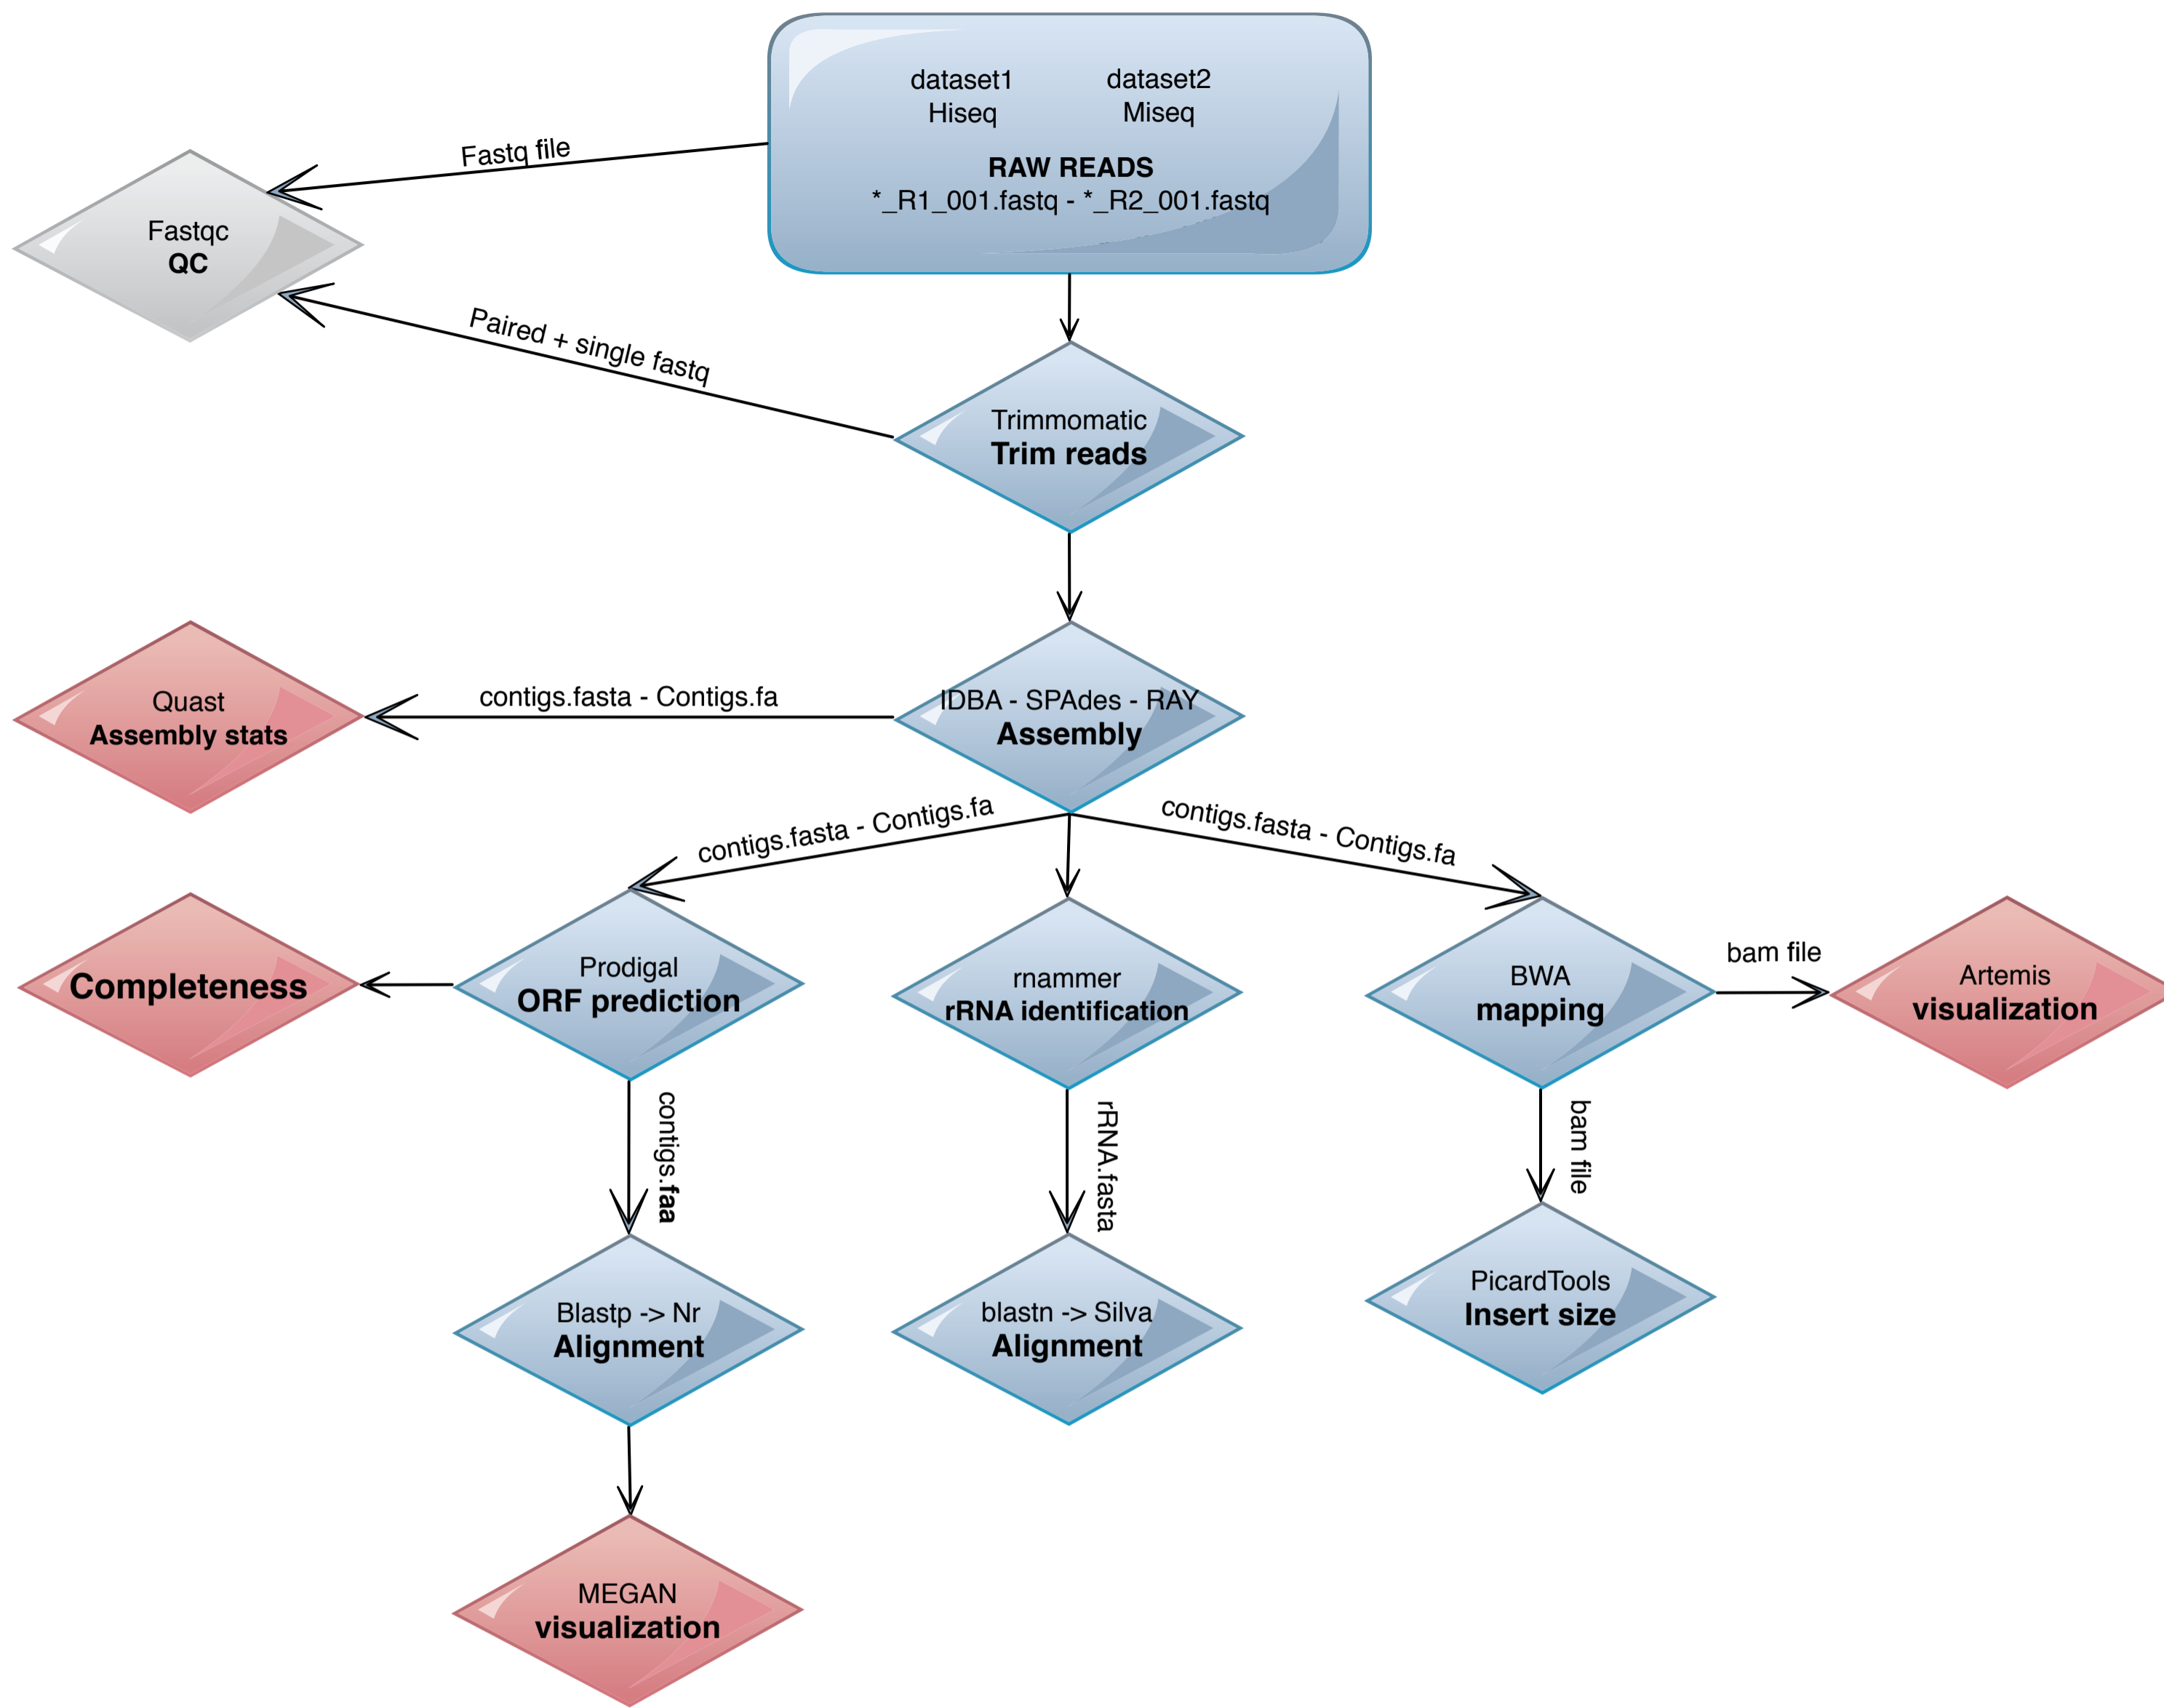 dataset1
Hiseq
dataset2
Miseq
RAW READS
*_R1_001.fastq - *_R2_001.fastq
Fastq file
Fastqc
QC
Paired + single fastq
Trimmomatic
Trim reads
Quast
Assembly stats
contigs.fasta - Contigs.fa
IDBA - SPAdes - RAY
Assembly
contigs.fasta - Contigs.fa
contigs.fasta - Contigs.fa
Completeness
Prodigal
ORF prediction
rnammer
rRNA identification
BWA
mapping
bam file
Artemis
visualization
contigs.faa
rRNA.fasta
bam file
Blastp -> Nr
Alignment
blastn -> Silva
Alignment
PicardTools
Insert size
MEGAN
visualization